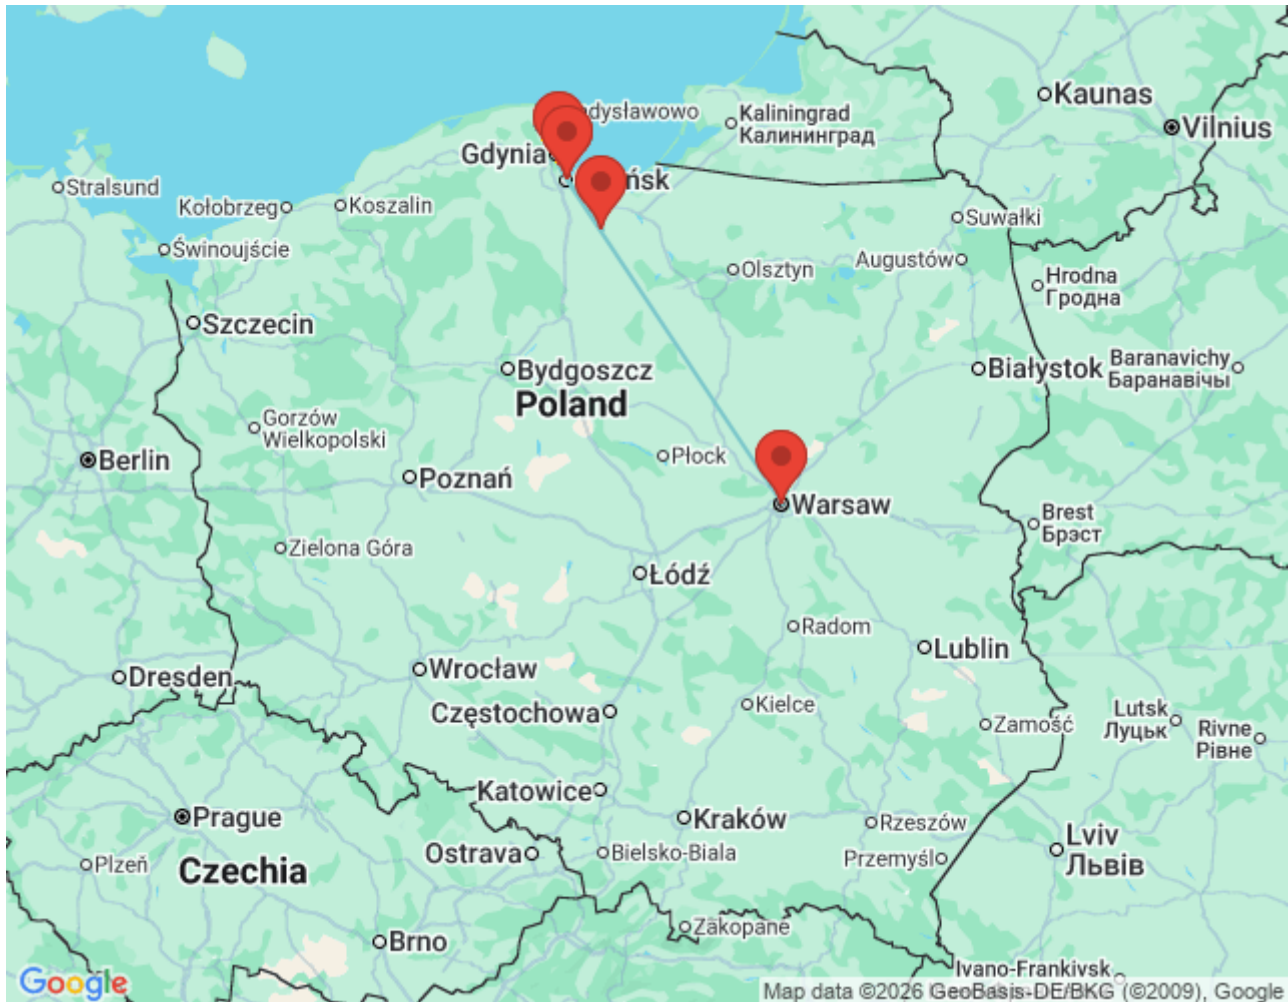 Kaunas
Vilnius
Kaliningrad
Калининград
Gdynia
Stralsund
Kołobrzeg
Koszalin
Suwałki
Świnoujście
Olsztyn
Augustów
Hrodna
Гродна
Szczecin
Bydgoszcz
Białystok
Baranavichy
Баранавічы
Poland
Gorzów
Wielkopolski
Berlin
Płock
Poznań
Warsaw
Brest
Брэст
Zielona Góra
Łódź
Radom
Lublin
Dresden
Wrocław
Częstochowa
Kielce
Zamość
Lutsk
Луцьк
Rivne
Рівне
Katowice
Prague
Kraków
Rzeszów
Lviv
Львів
Plzeň
Czechia
Ostrava
Bielsko-Biala
Przemyśl
Zakopane
Brno
Ivano-Frankivsk
Google
Map data ©2026 GeoBasis-DE/BKG (©2009), Google